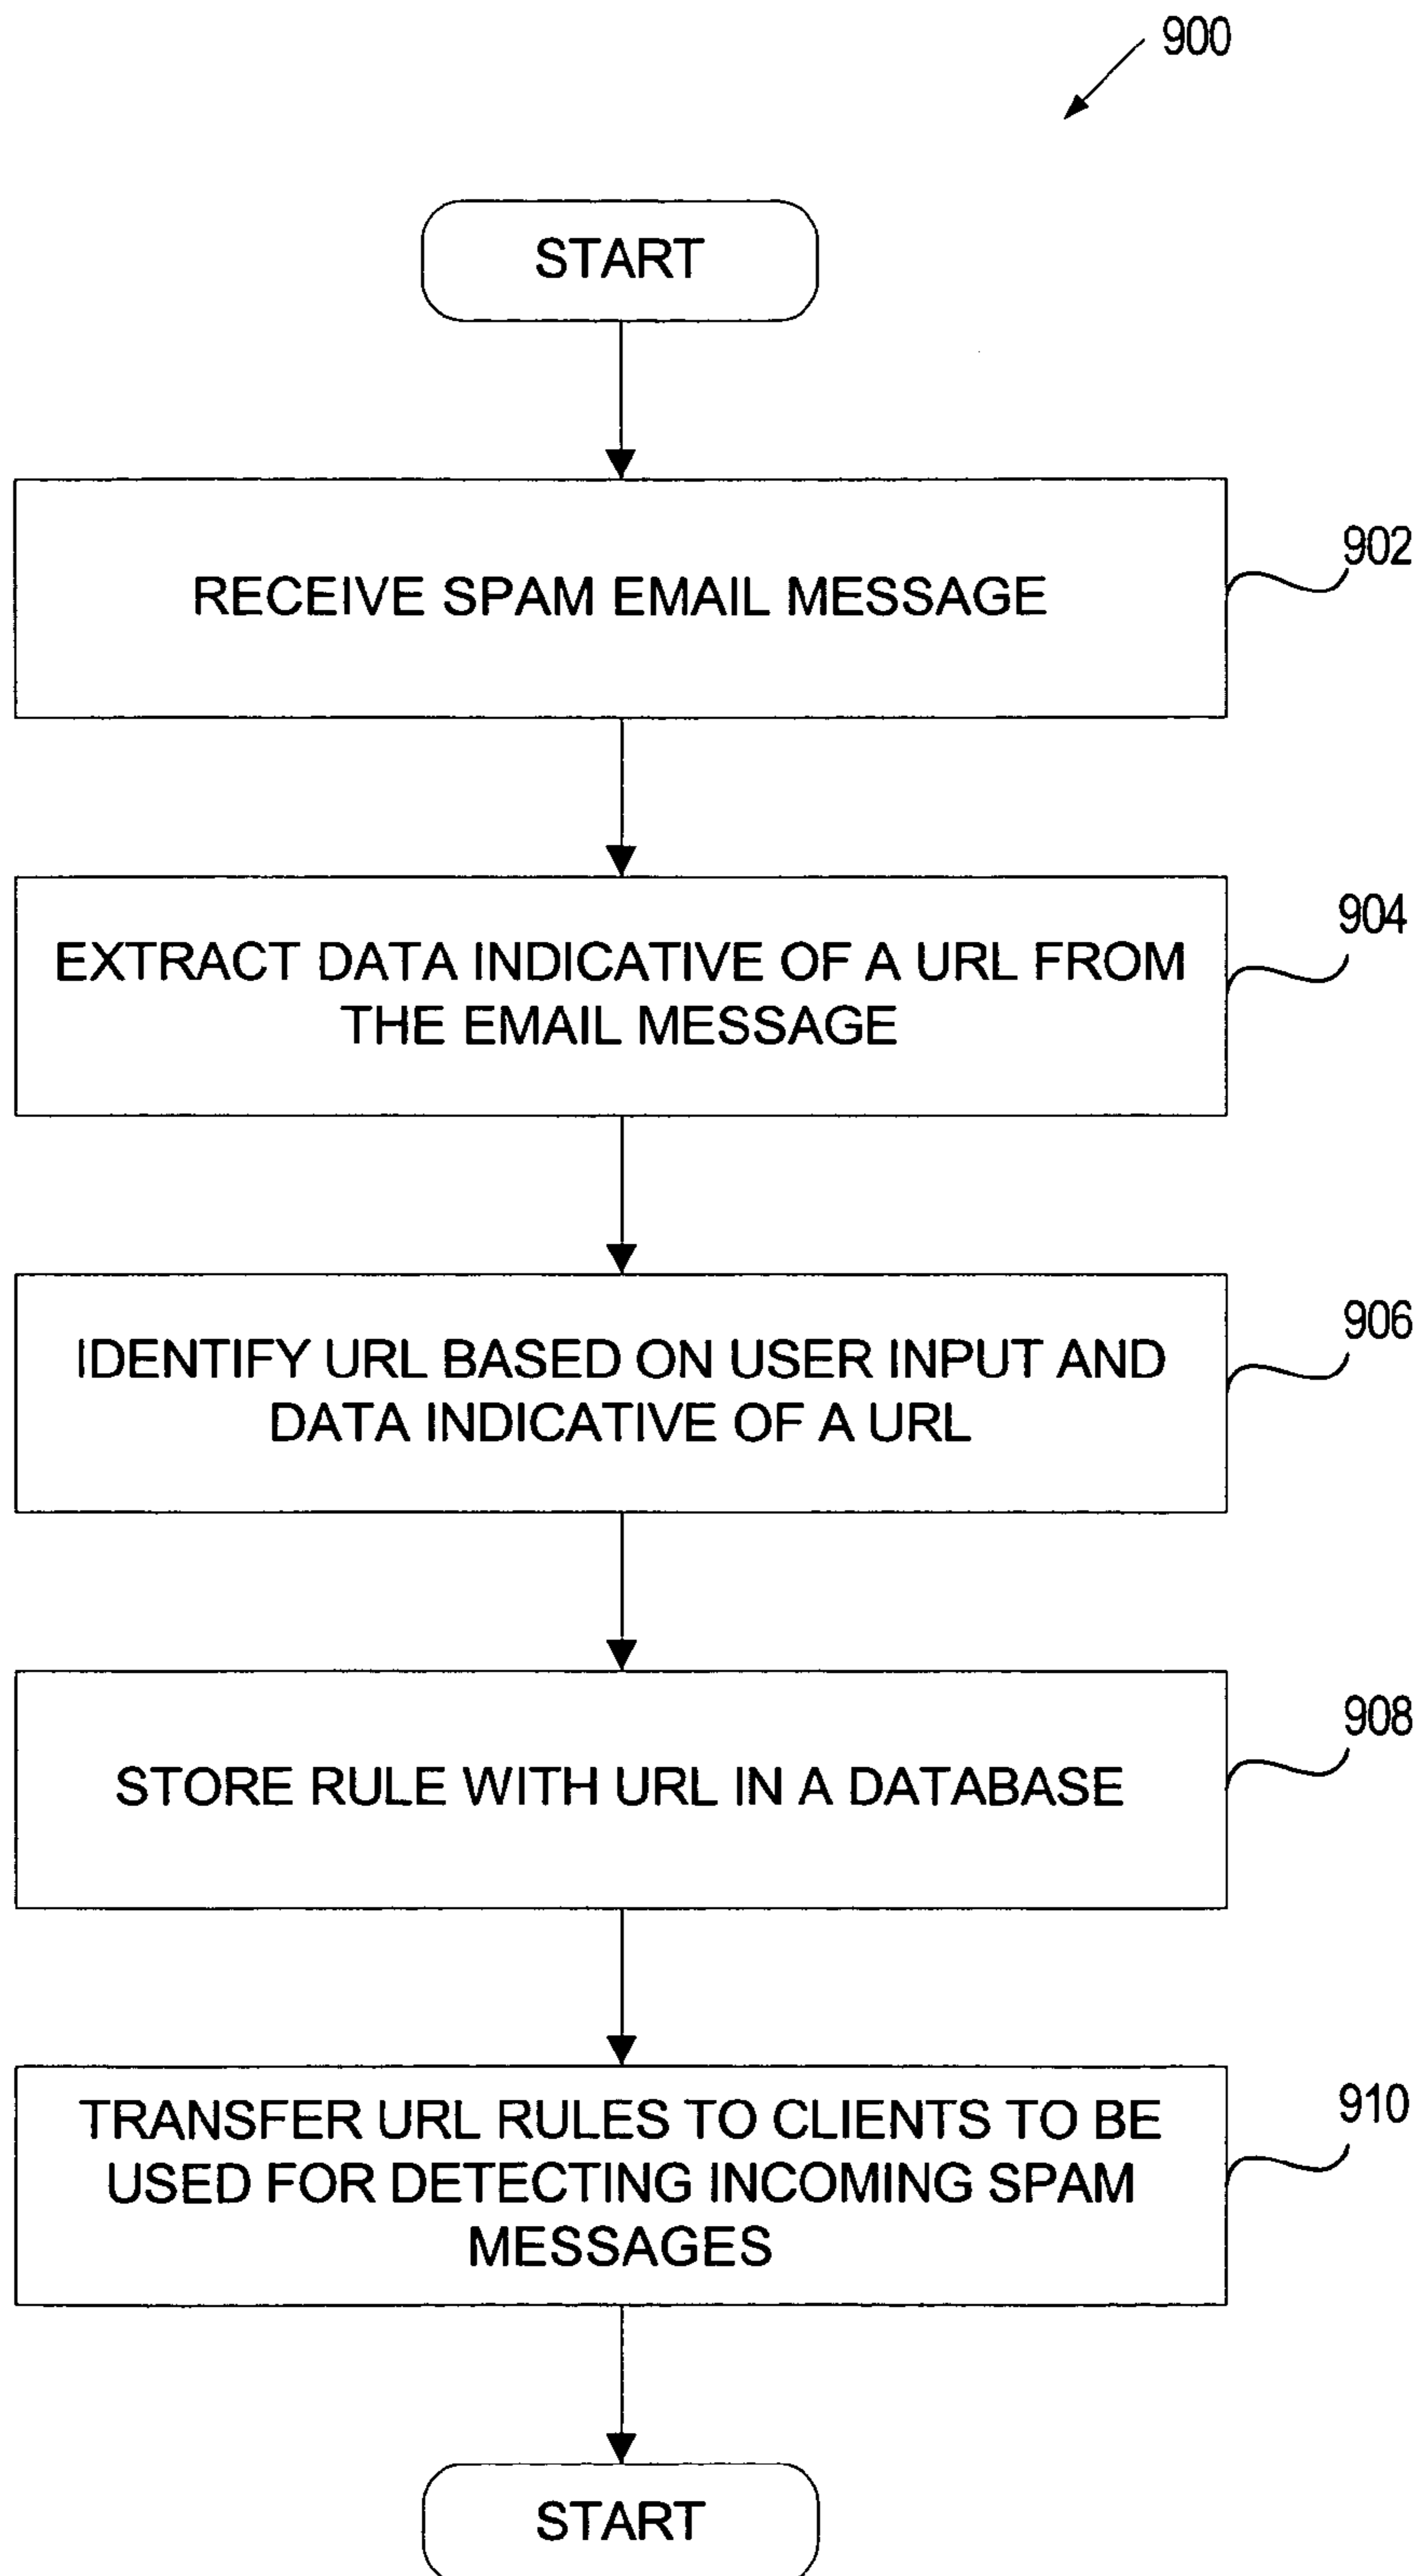 900
START
RECEIVE SPAM EMAIL MESSAGE
902
EXTRACT DATA INDICATIVE OF A URL FROM
THE EMAIL MESSAGE
904
IDENTIFY URL BASED ON USER INPUT AND
DATA INDICATIVE OF A URL
906
STORE RULE WITH URL IN A DATABASE
908
TRANSFER URL RULES TO CLIENTS TO BE
USED FOR DETECTING INCOMING SPAM
MESSAGES
910
START